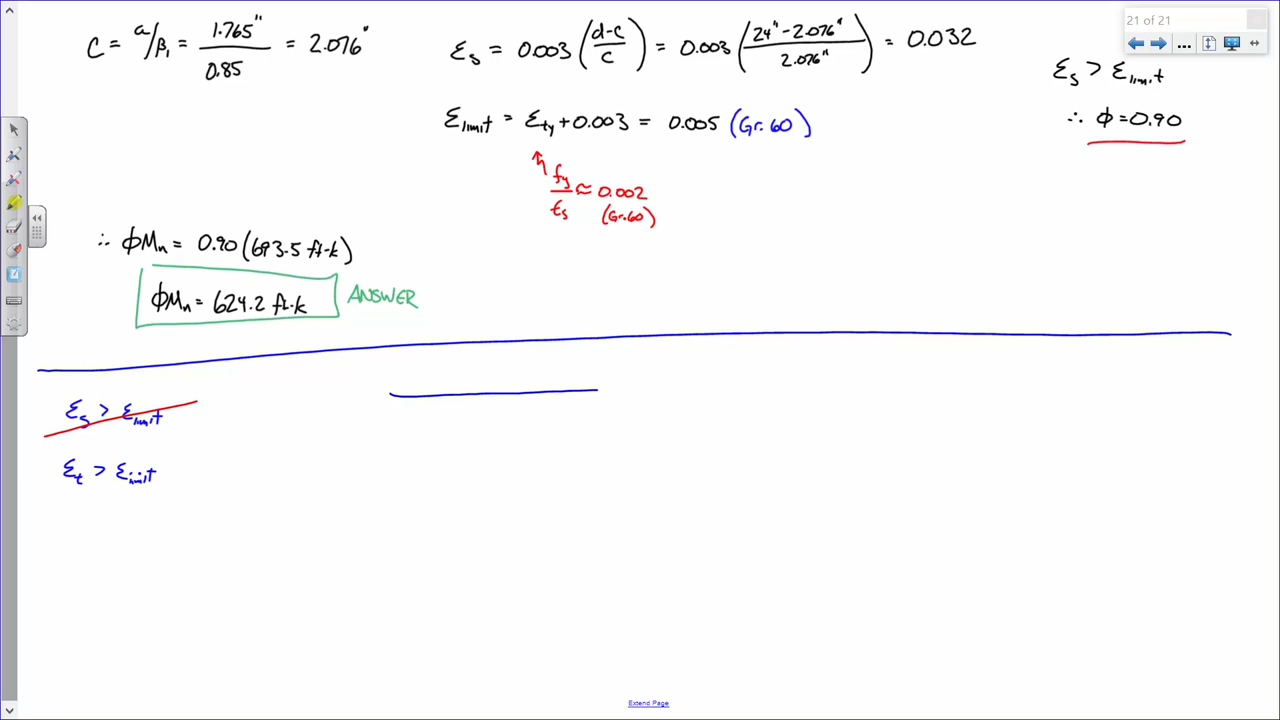 21 of 21
C = a/β₁ = 1.765" / 0.85 = 2.076"
εs = 0.003 (d-c / c) = 0.003 (24" - 2.076" / 2.076") = 0.032
εs > εlimit
∴ φ = 0.90
εlimit = εty + 0.003 = 0.005 (Gr. 60)
fy / Es ≈ 0.002
(Gr. 60)
∴ φMn = 0.90 (693.5 ft-k)
φMn = 624.2 ft-k ANSWER
εs > εlimit
εt > εlimit
Extend Page